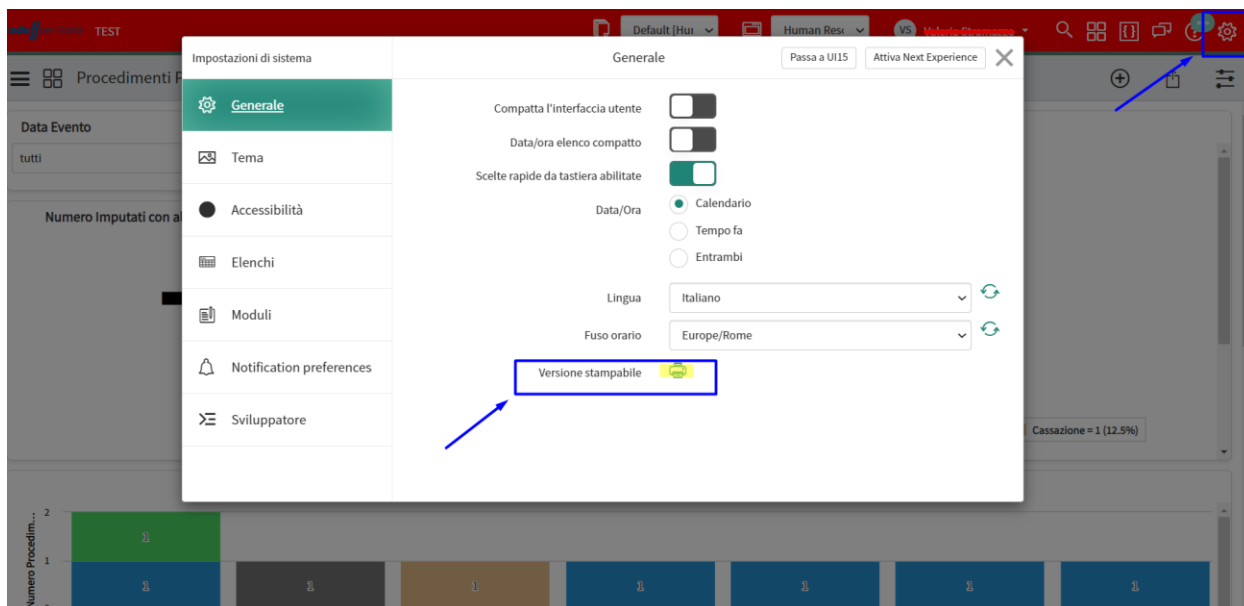 TEST
Default [Hui
Human Resc
VS
Procedimenti P
Data Evento
tutti
Numero Imputati con al
Impostazioni di sistema
Generale
Passa a UI15
Attiva Next Experience
Generale
Tema
Accessibilità
Elenchi
Moduli
Notification preferences
Sviluppatore
Compatta l'interfaccia utente
Data/ora elenco compatto
Scelte rapide da tastiera abilitate
Data/Ora
Calendario
Tempo fa
Entrambi
Lingua
Italiano
Fuso orario
Europe/Rome
Versione stampabile
Cassazione = 1 (12.5%)
Numero Procedim...
2
1
1
1 1 1 1 1 1 1